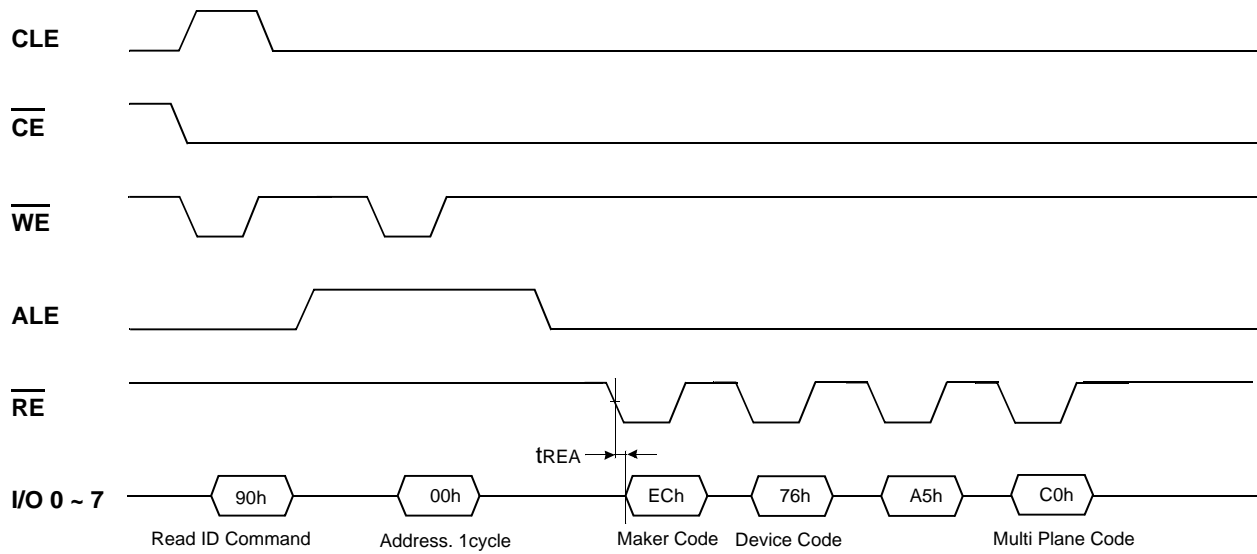 CLE
CE
WE
ALE
RE
tREA
I/O 0 ~ 7
90h
00h
ECh
76h
A5h
C0h
Read ID Command
Address. 1cycle
Maker Code
Device Code
Multi Plane Code